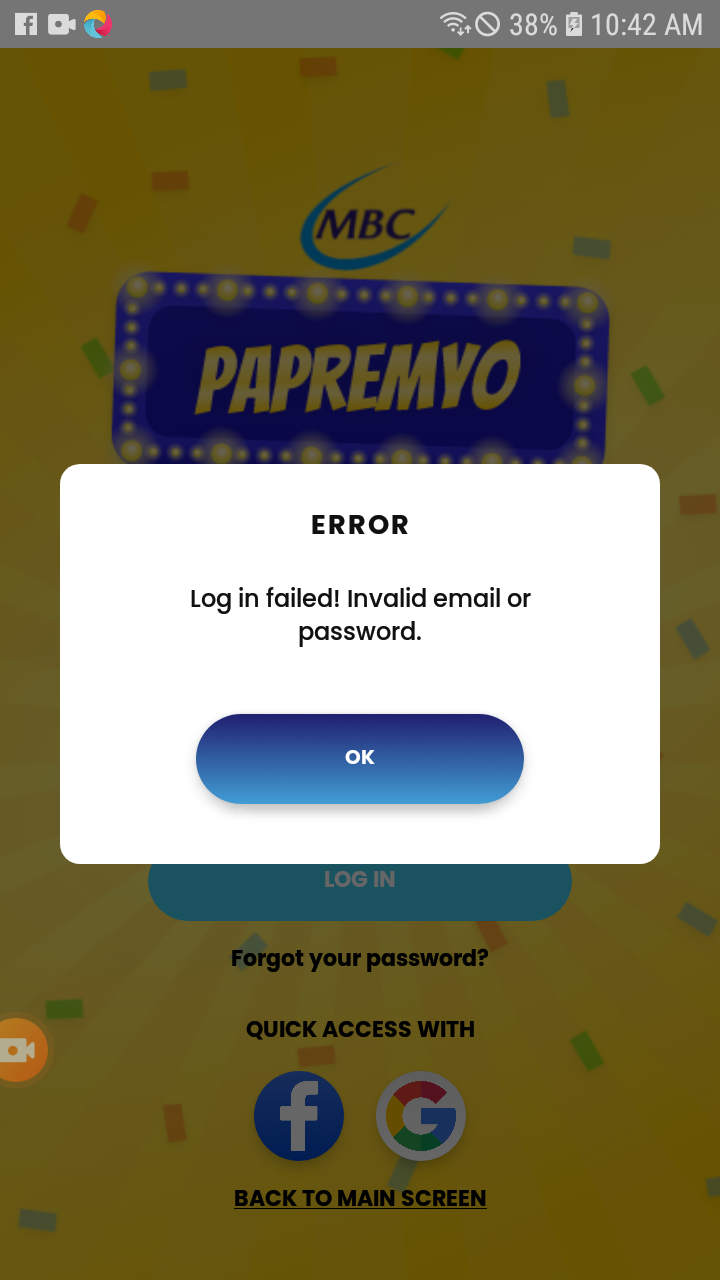 38% 10:42 AM
MBC
PAPREMYO
ERROR
Log in failed! Invalid email or
password.
OK
LOG IN
Forgot your password?
QUICK ACCESS WITH
BACK TO MAIN SCREEN